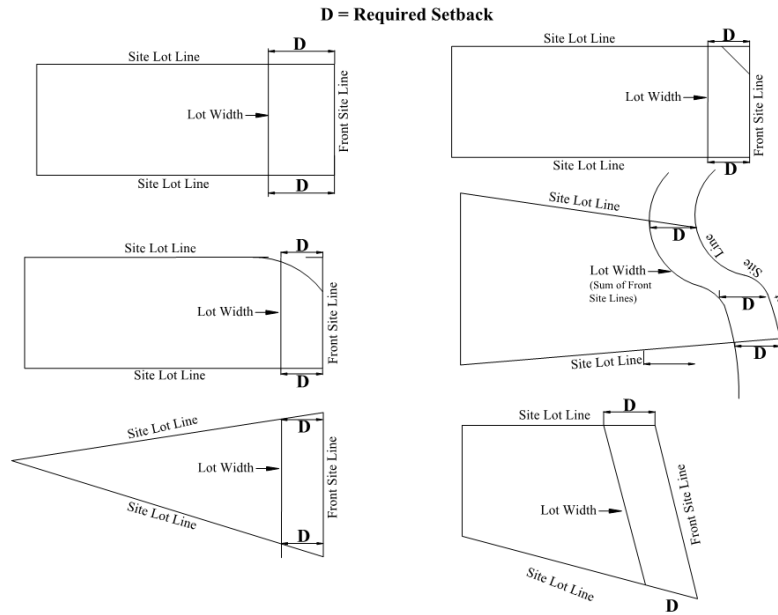 D = Required Setback
D
Site Lot Line
Lot Width
Front Site Line
Site Lot Line
D
D
Site Lot Line
Lot Width
Front Site Line
Site Lot Line
D
Site Lot Line
D
Lot Width
Front Site Line
Site Lot Line
D
Site Lot Line
D
Line
Site
Lot Width
(Sum of Front
Site Lines)
D
D
Site Lot Line
Site Lot Line
D
Lot Width
Front Site Line
Site Lot Line
D
Site Lot Line
D
Lot Width
Front Site Line
Site Lot Line
D